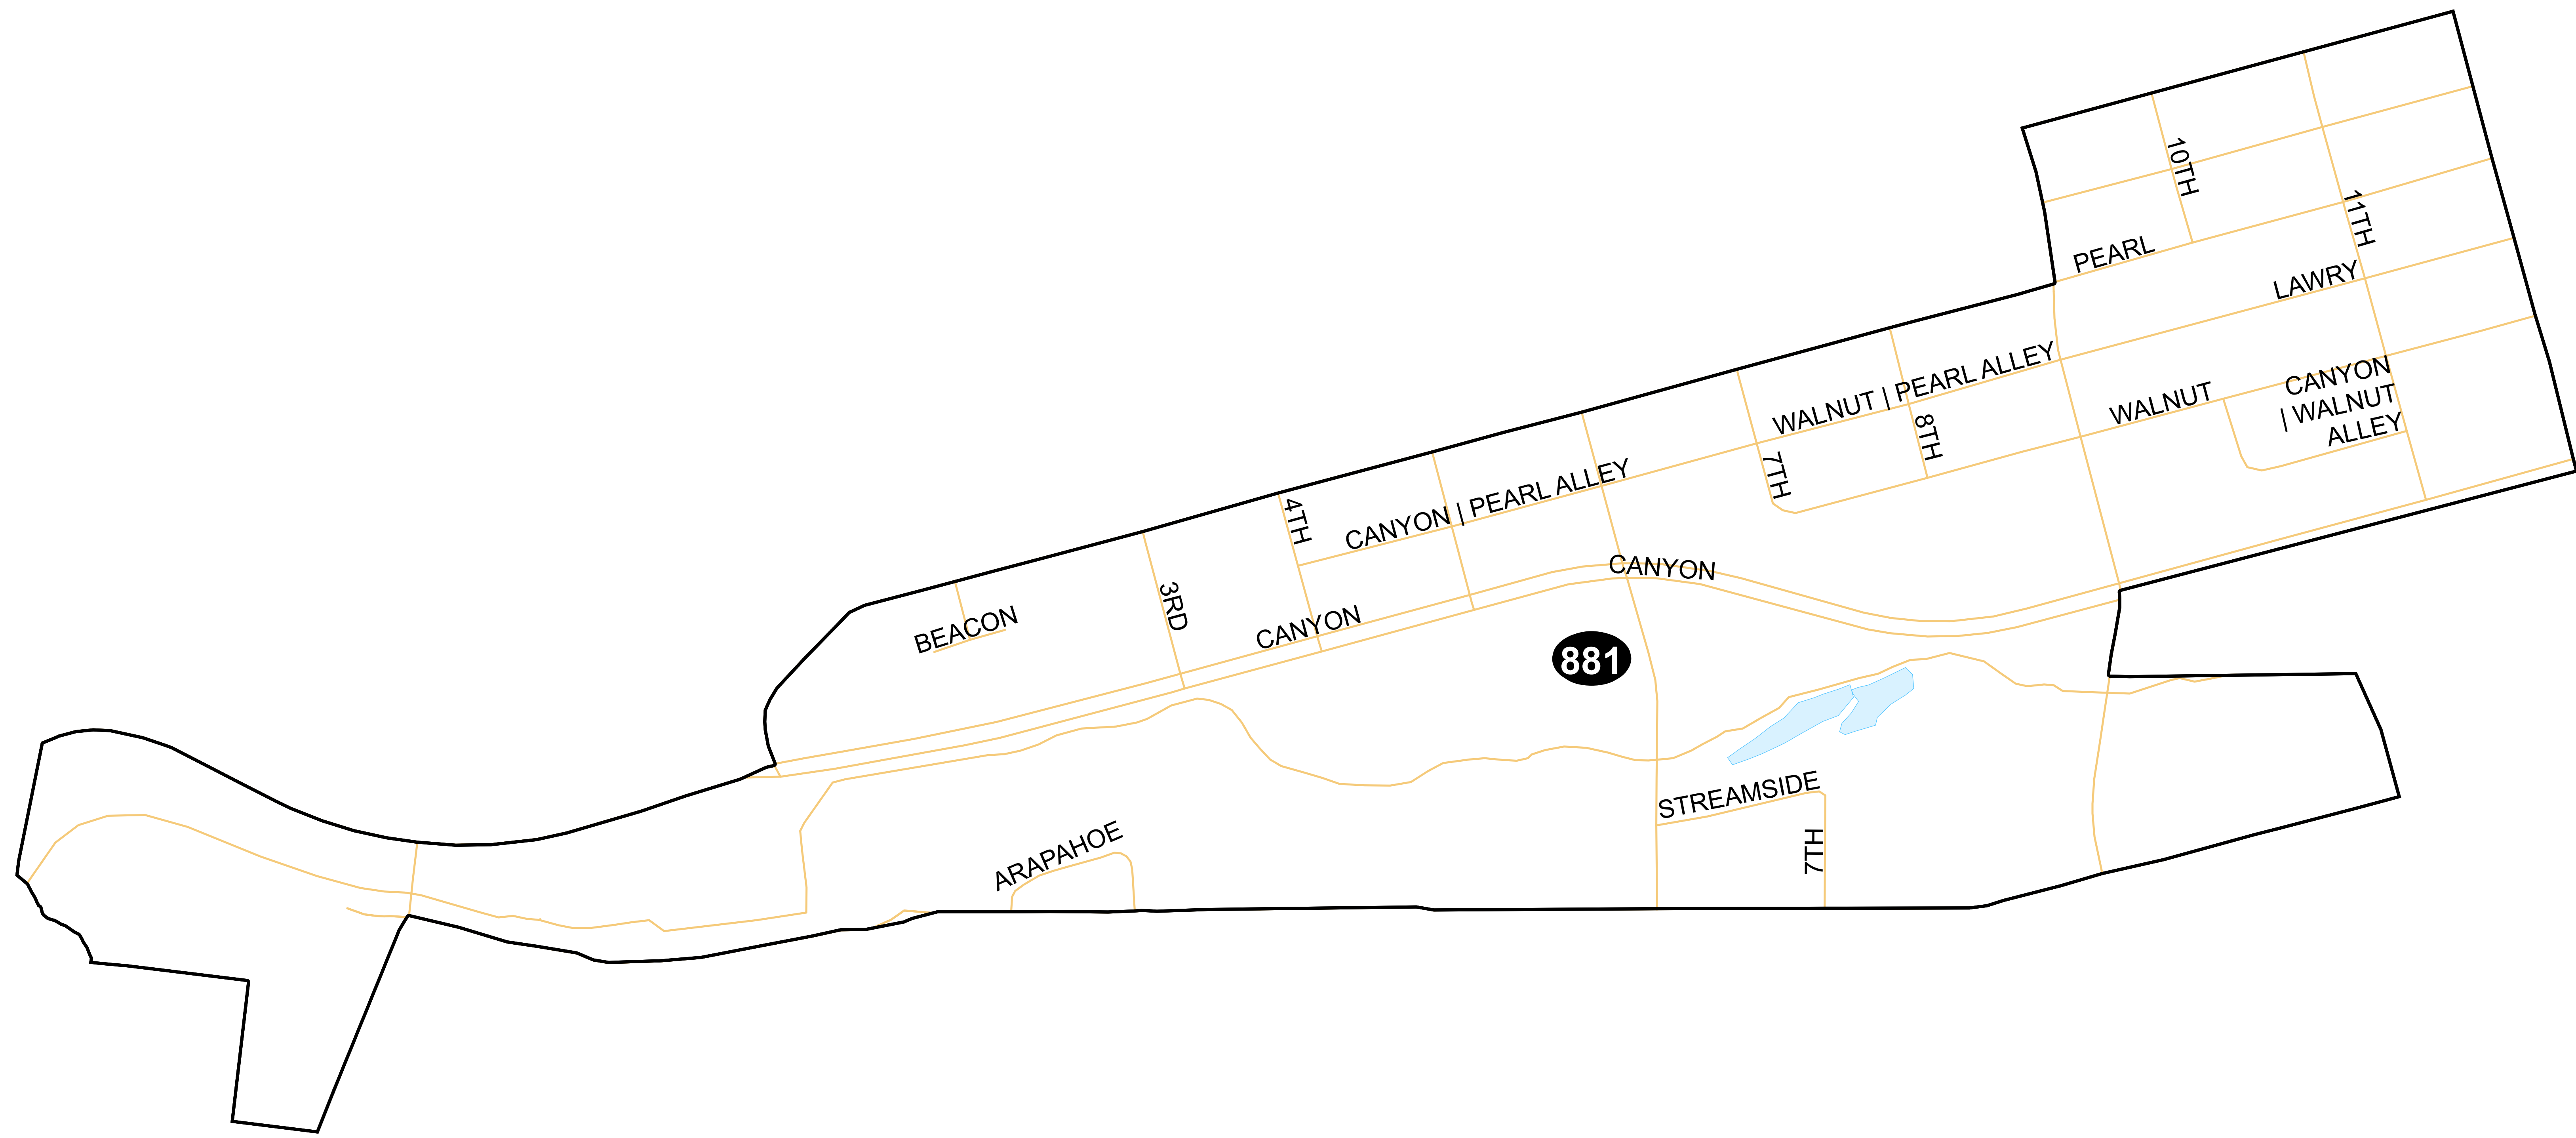 10TH
11TH
PEARL
LAWRY
WALNUT | PEARL ALLEY
CANYON
| WALNUT
ALLEY
WALNUT
8TH
7TH
CANYON | PEARL ALLEY
4TH
CANYON
3RD
CANYON
BEACON
881
STREAMSIDE
7TH
ARAPAHOE